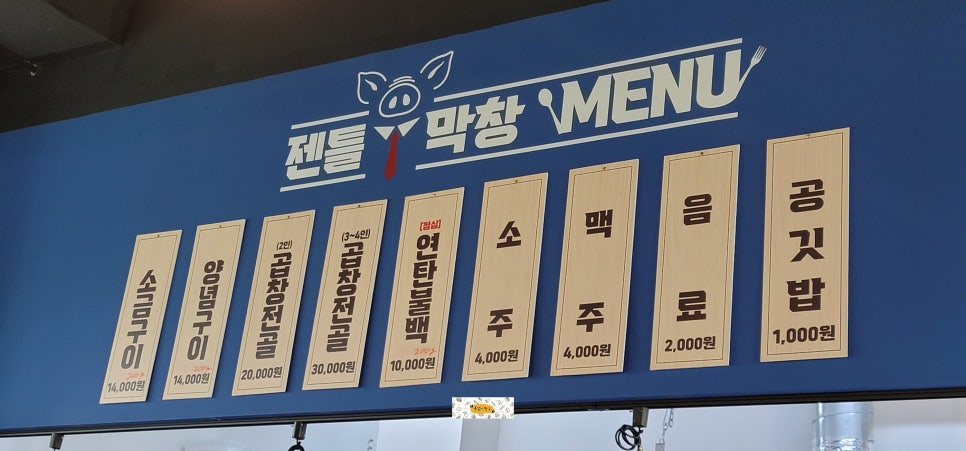 젠틀 막창 MENU
소금구이
200g
14,000원
양념구이
200g
14,000원
(2인)
곱창전골
20,000원
(3~4인)
곱창전골
30,000원
[점심]
연탄불백
200g
10,000원
소주
4,000원
맥주
4,000원
음료
2,000원
공깃밥
1,000원